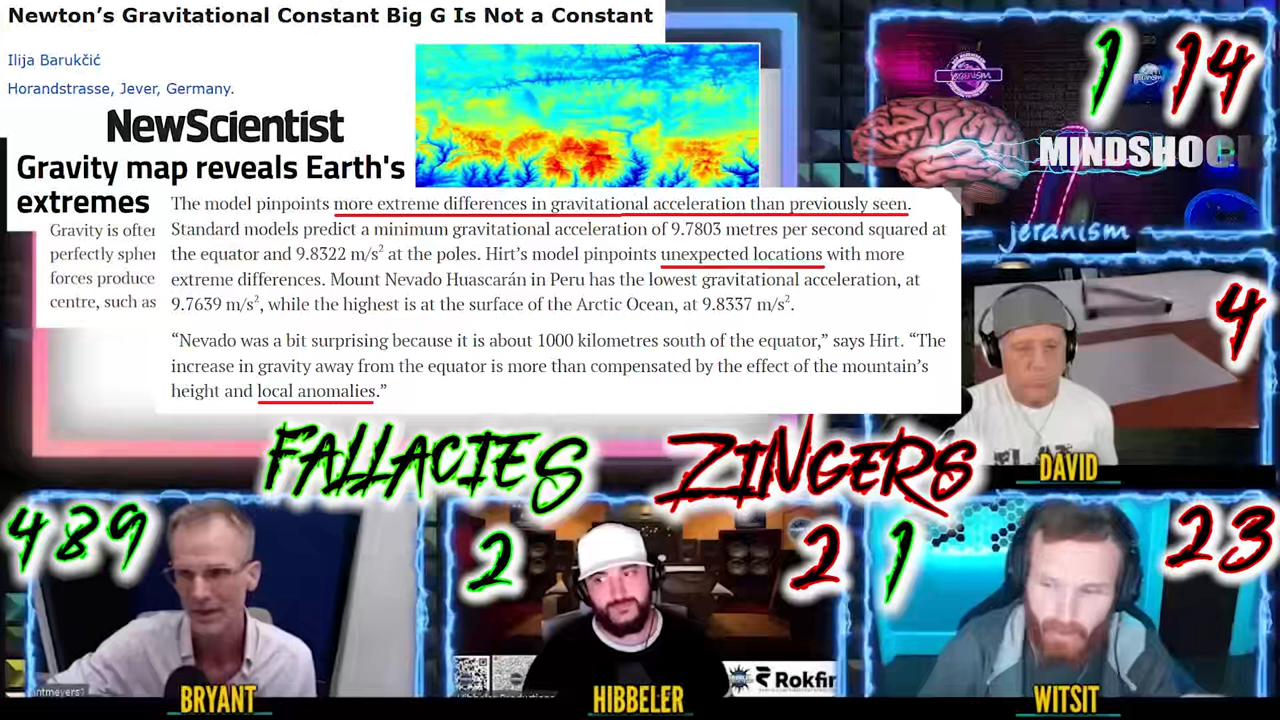 Newton's Gravitational Constant Big G Is Not a Constant
Ilija Barukčić
Horandstrasse, Jever, Germany.
NewScientist
Gravity map reveals Earth's
extremes
Gravity is ofte
perfectly spher
forces produce
centre, such as
The model pinpoints more extreme differences in gravitational acceleration than previously seen.
Standard models predict a minimum gravitational acceleration of 9.7803 metres per second squared at
the equator and 9.8322 m/s² at the poles. Hirt's model pinpoints unexpected locations with more
extreme differences. Mount Nevado Huascarán in Peru has the lowest gravitational acceleration, at
9.7639 m/s², while the highest is at the surface of the Arctic Ocean, at 9.8337 m/s².
“Nevado was a bit surprising because it is about 1000 kilometres south of the equator,” says Hirt. “The
increase in gravity away from the equator is more than compensated by the effect of the mountain's
height and local anomalies.”
1 14
jeranism
MINDSHOC
jeranism
4
DAVID
FALLACIES
ZINGERS
489
2
2
1
23
ntmeyers1
Rokfin
BRYANT
HIBBELER
WITSIT